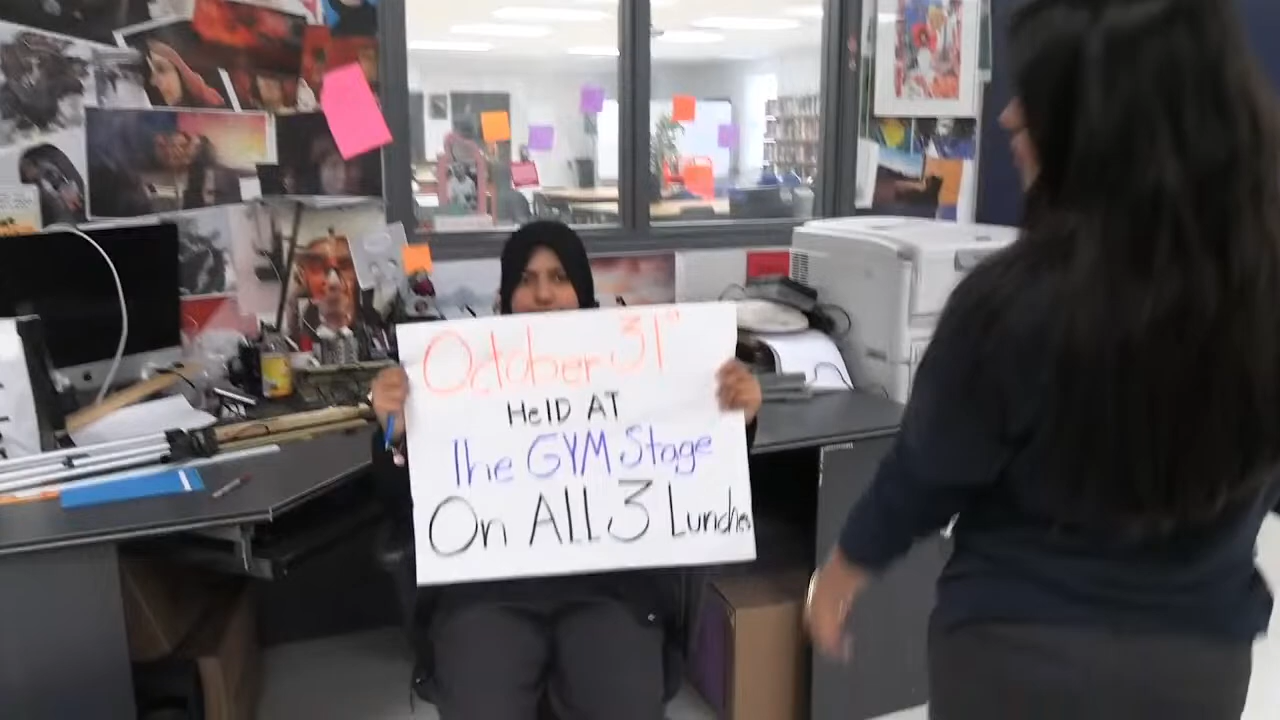 October 31st
HelD AT
The GYM Stage
On ALL 3 Lunches